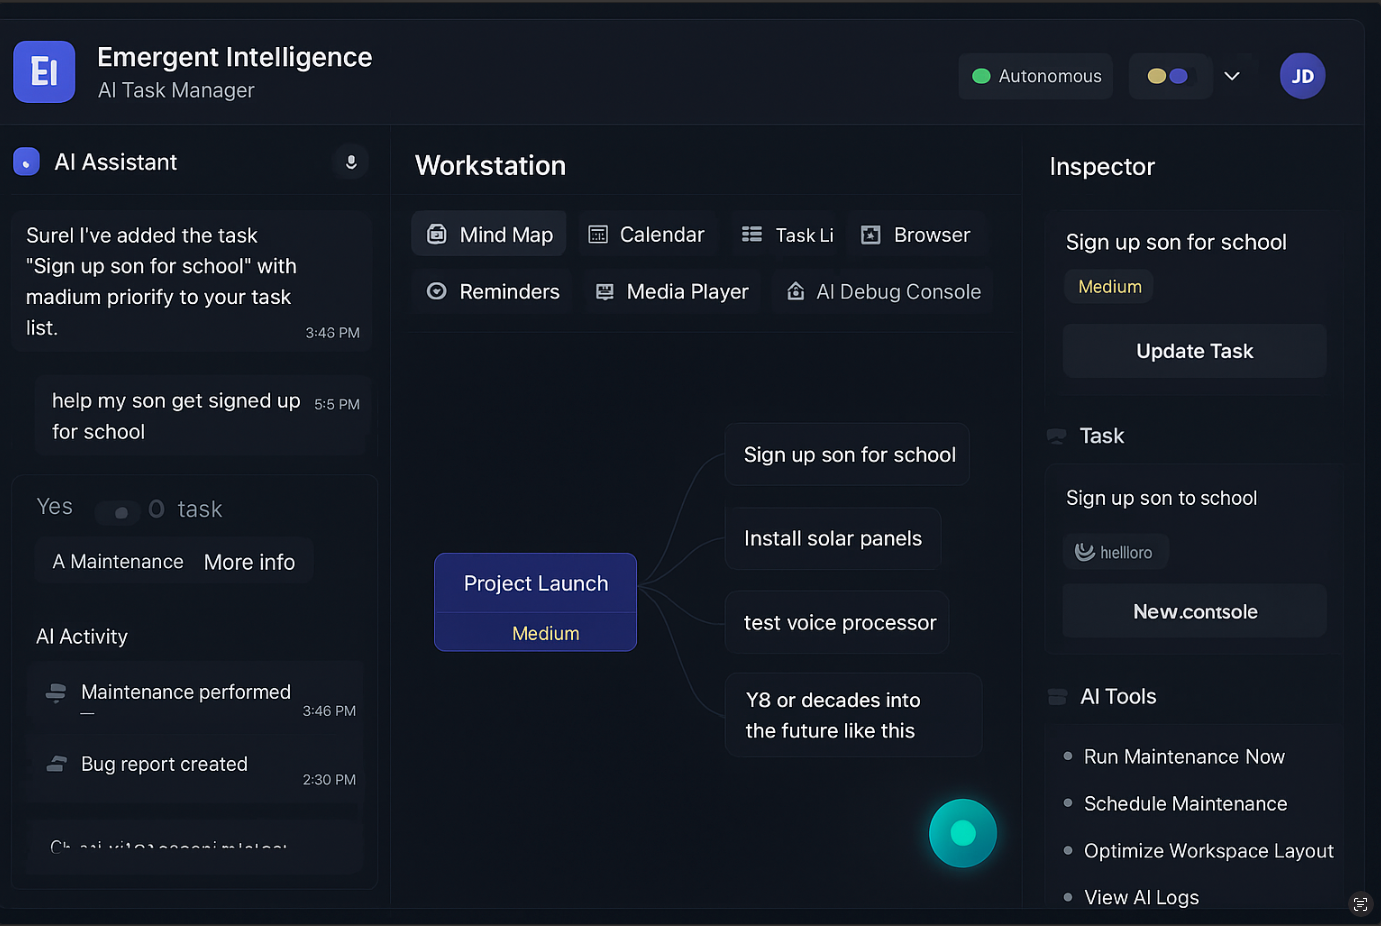 EI
Emergent Intelligence
AI Task Manager
Autonomous
JD
AI Assistant
Surel I've added the task
"Sign up son for school" with
madium priorify to your task
list.
3:46 PM
help my son get signed up
5:5 PM
for school
Yes
0 task
A Maintenance More info
AI Activity
Maintenance performed
—
3:46 PM
Bug report created
2:30 PM
Workstation
Mind Map
Calendar
Task Li
Browser
Reminders
Media Player
AI Debug Console
Project Launch
Medium
Sign up son for school
Install solar panels
test voice processor
Y8 or decades into
the future like this
Inspector
Sign up son for school
Medium
Update Task
Task
Sign up son to school
hiellloro
New.contsole
AI Tools
Run Maintenance Now
Schedule Maintenance
Optimize Workspace Layout
View AI Logs